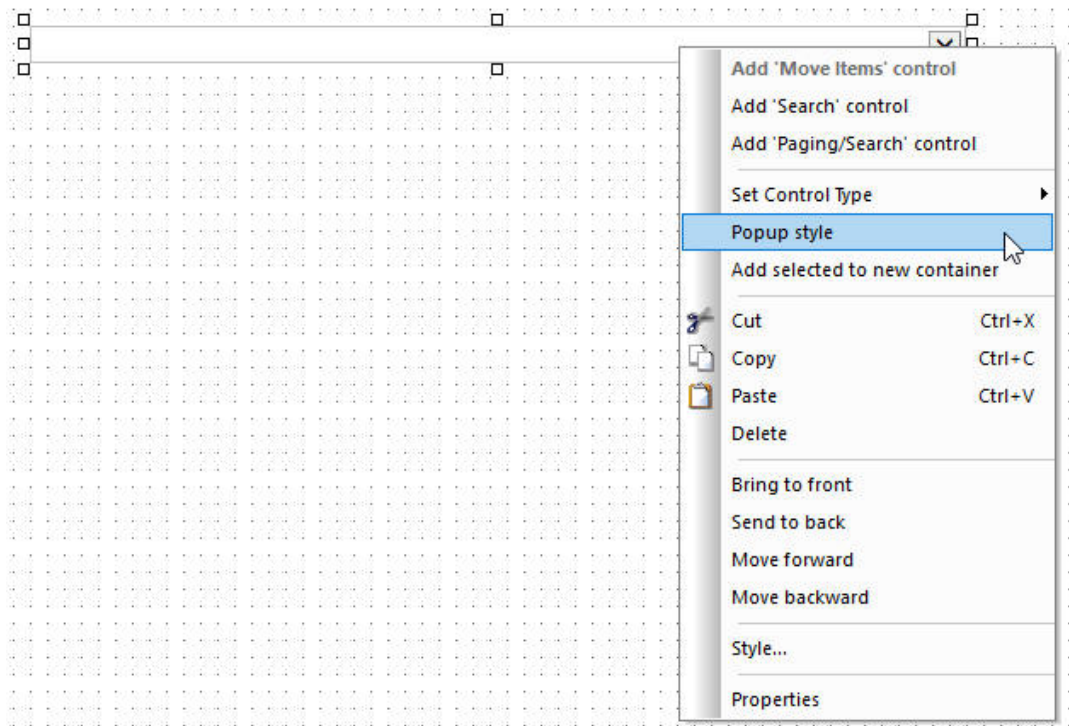 Add 'Move Items' control
Add 'Search' control
Add 'Paging/Search' control
Set Control Type
Popup style
Add selected to new container
Cut Ctrl+X
Copy Ctrl+C
Paste Ctrl+V
Delete
Bring to front
Send to back
Move forward
Move backward
Style...
Properties